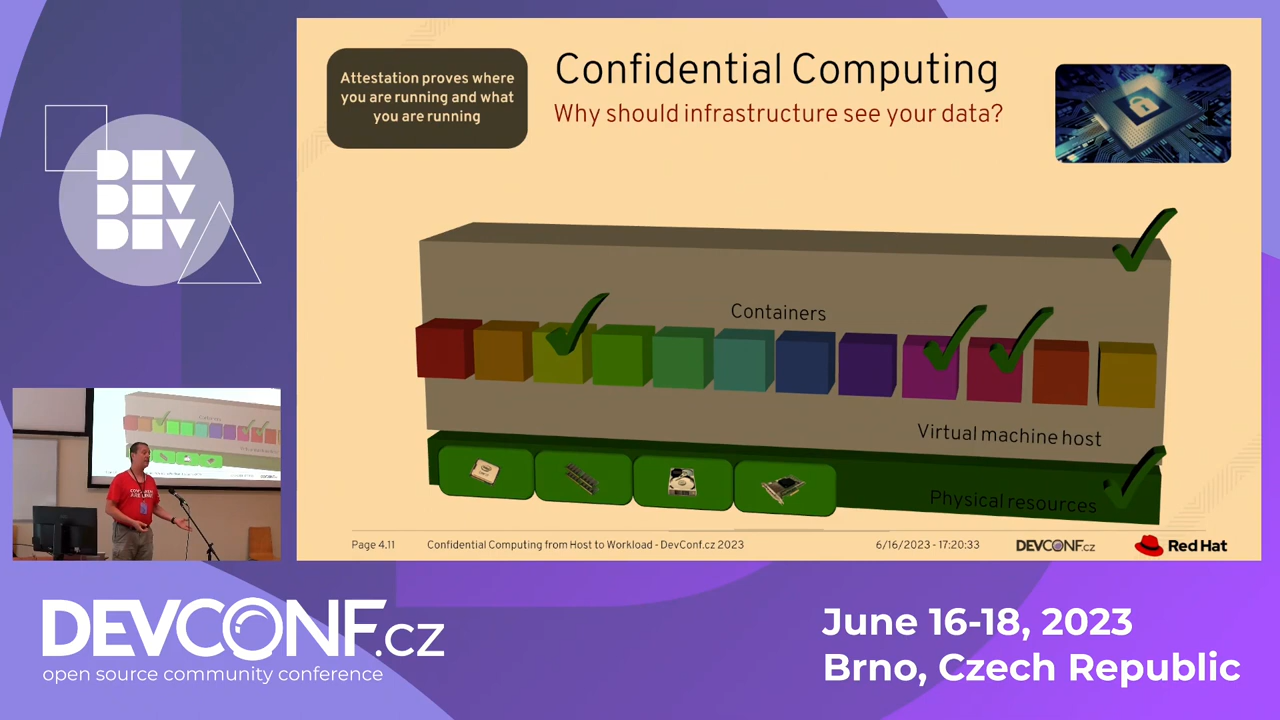 DEV
DEV
DEV
Attestation proves where
you are running and what
you are running
Confidential Computing
Why should infrastructure see your data?
Containers
Virtual machine host
Physical resources
Page 4.11
Confidential Computing from Host to Workload - DevConf.cz 2023
6/16/2023 - 17:20:33
DEVCONF.cz
Red Hat
DEVCONF.cz
open source community conference
June 16-18, 2023
Brno, Czech Republic